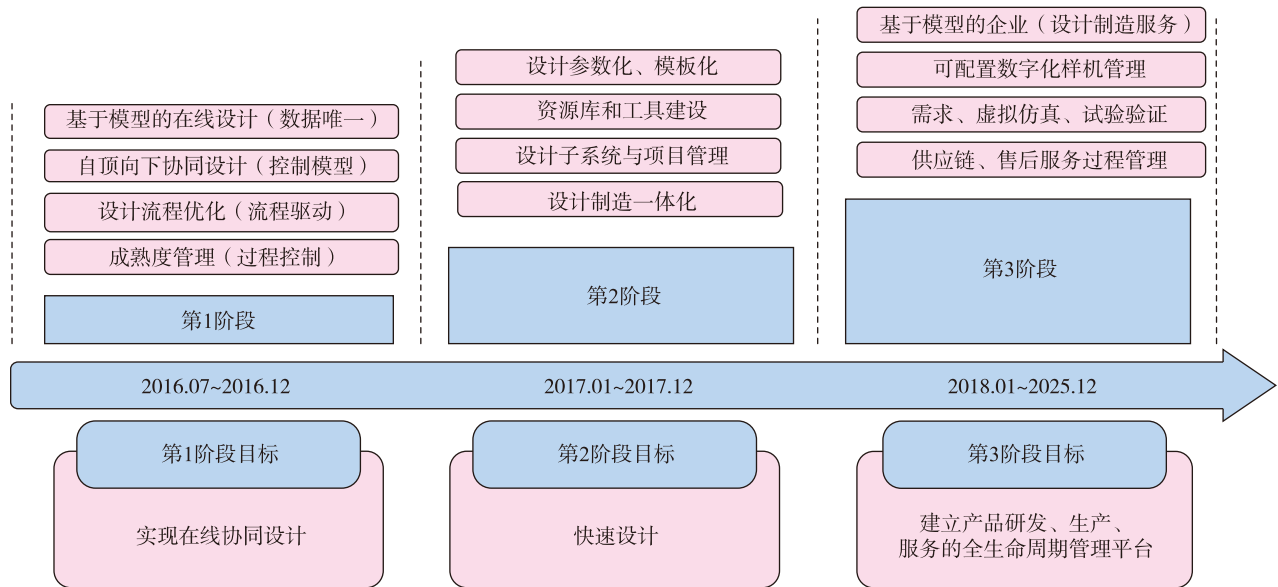 基于模型的在线设计（数据唯一）
自顶向下协同设计（控制模型）
设计流程优化（流程驱动）
成熟度管理（过程控制）
第1阶段
设计参数化、模板化
资源库和工具建设
设计子系统与项目管理
设计制造一体化
第2阶段
基于模型的企业（设计制造服务）
可配置数字化样机管理
需求、虚拟仿真、试验验证
供应链、售后服务过程管理
第3阶段
2016.07~2016.12
2017.01~2017.12
2018.01~2025.12
第1阶段目标
实现在线协同设计
第2阶段目标
快速设计
第3阶段目标
建立产品研发、生产、
服务的全生命周期管理平台